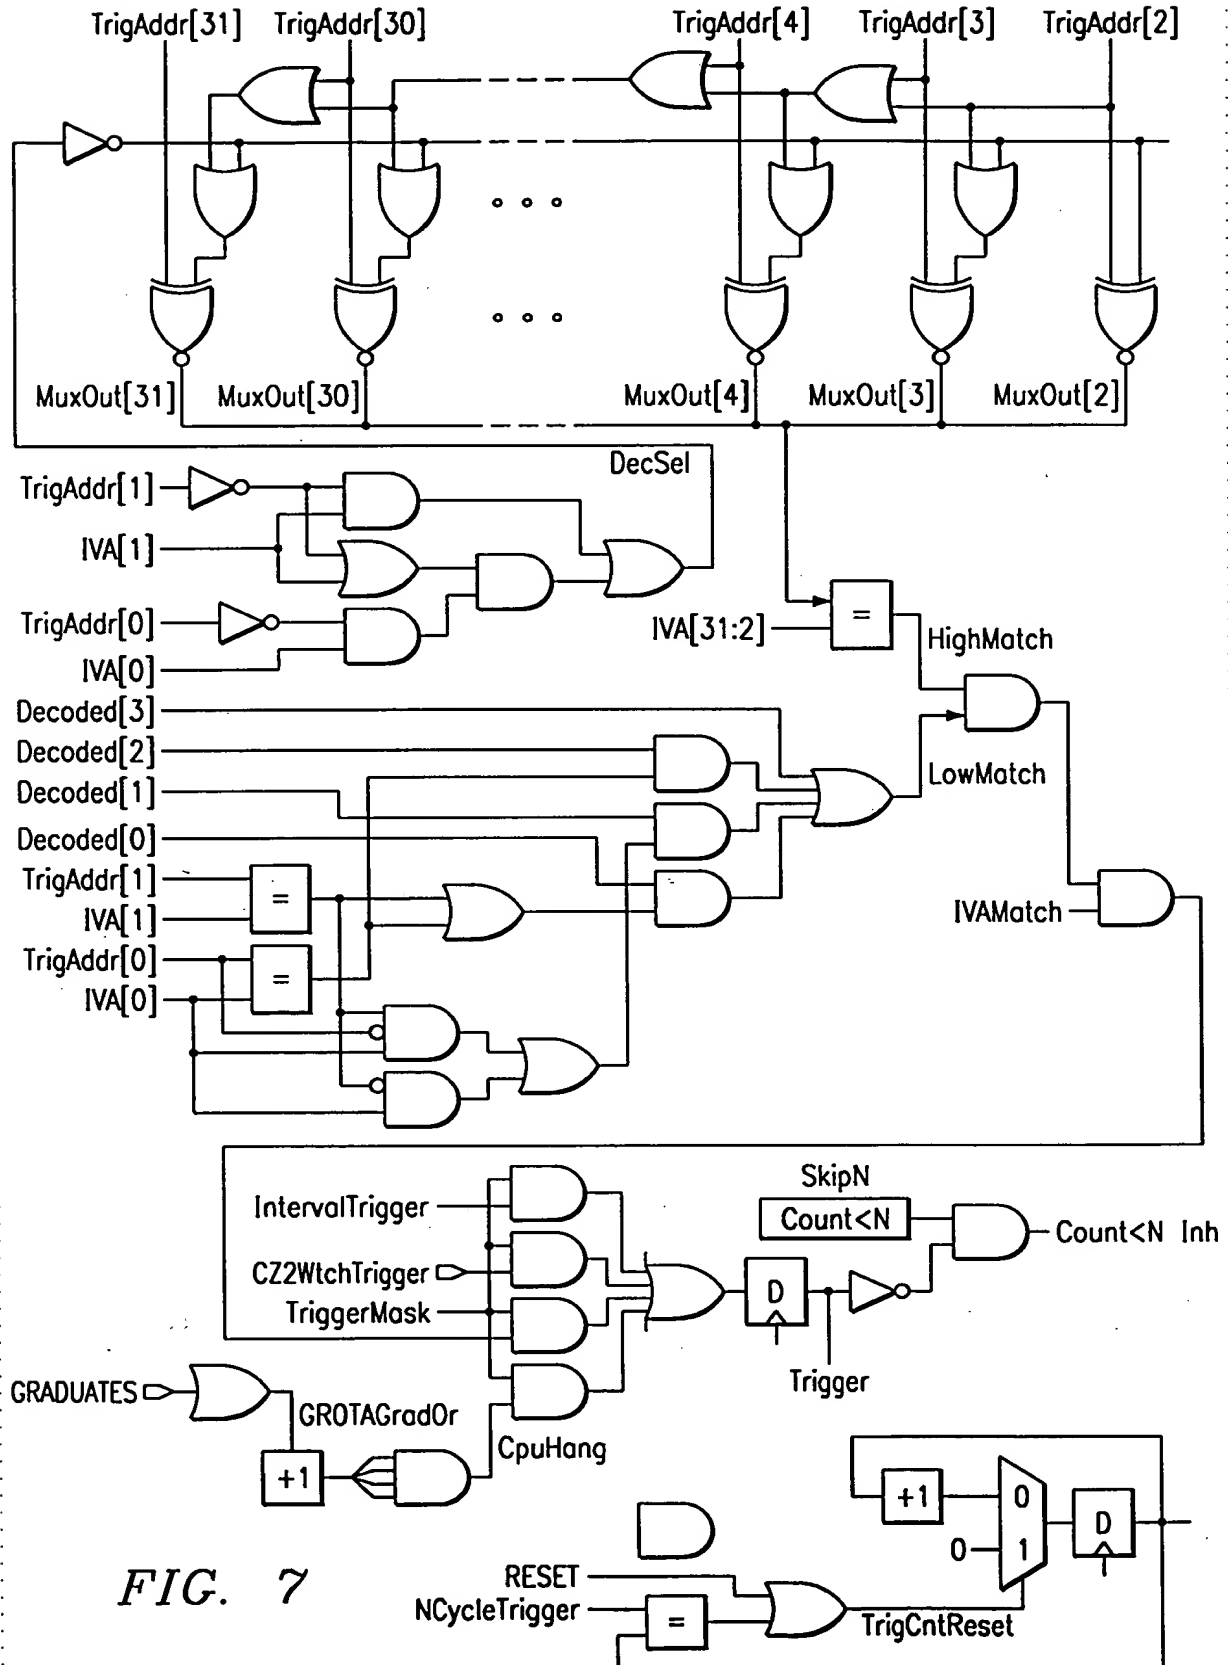 TrigAddr[31] TrigAddr[30] TrigAddr[4] TrigAddr[3] TrigAddr[2]
MuxOut[31] MuxOut[30] MuxOut[4] MuxOut[3] MuxOut[2]
DecSel
TrigAddr[1]
IVA[1]
TrigAddr[0]
IVA[0]
IVA[31:2]
=
HighMatch
Decoded[3]
Decoded[2]
Decoded[1]
Decoded[0]
LowMatch
TrigAddr[1]
=
IVA[1]
IVAMatch
TrigAddr[0]
=
IVA[0]
SkipN
IntervalTrigger
Count<N
Count<N Inh
CZ2WtchTrigger
D
TriggerMask
Trigger
GRADUATES
GROTAGradOr
CpuHang
+1
+1
0
D
0
1
FIG. 7
RESET
NCycleTrigger
=
TrigCntReset